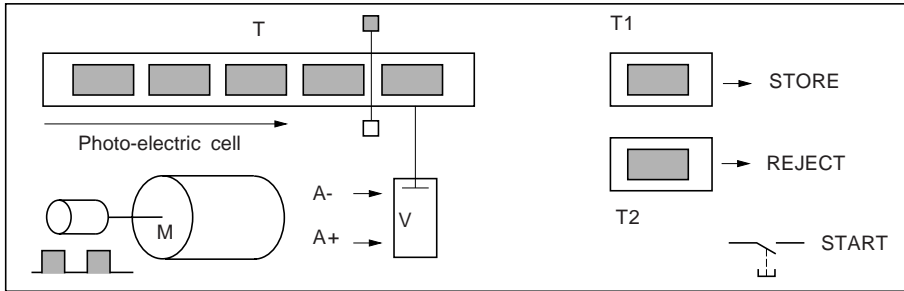 T
T1
STORE
Photo-electric cell
REJECT
A-
T2
M
V
A+
START